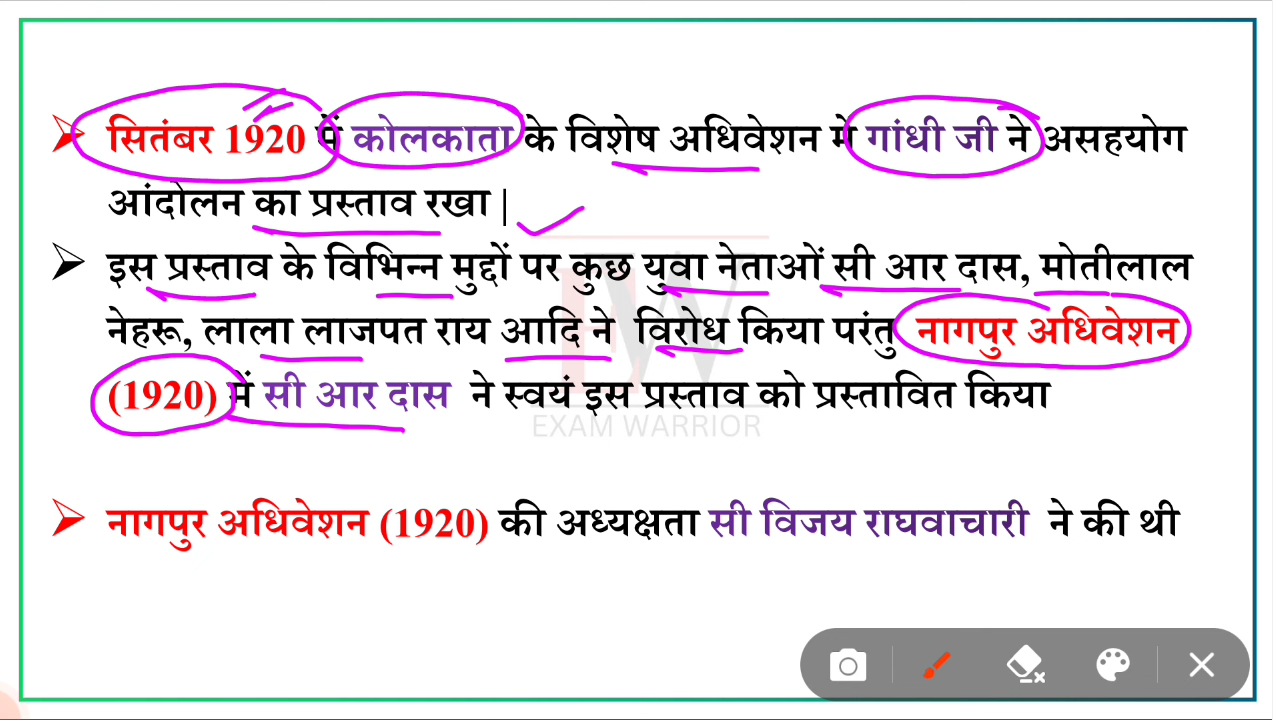 सितंबर 1920 में कोलकाता के विशेष अधिवेशन में गांधी जी ने असहयोग
आंदोलन का प्रस्ताव रखा |
इस प्रस्ताव के विभिन्न मुद्दों पर कुछ युवा नेताओं सी आर दास, मोतीलाल
नेहरू, लाला लाजपत राय आदि ने विरोध किया परंतु नागपुर अधिवेशन
(1920) में सी आर दास ने स्वयं इस प्रस्ताव को प्रस्तावित किया
EXAM WARRIOR
नागपुर अधिवेशन (1920) की अध्यक्षता सी विजय राघवाचारी ने की थी